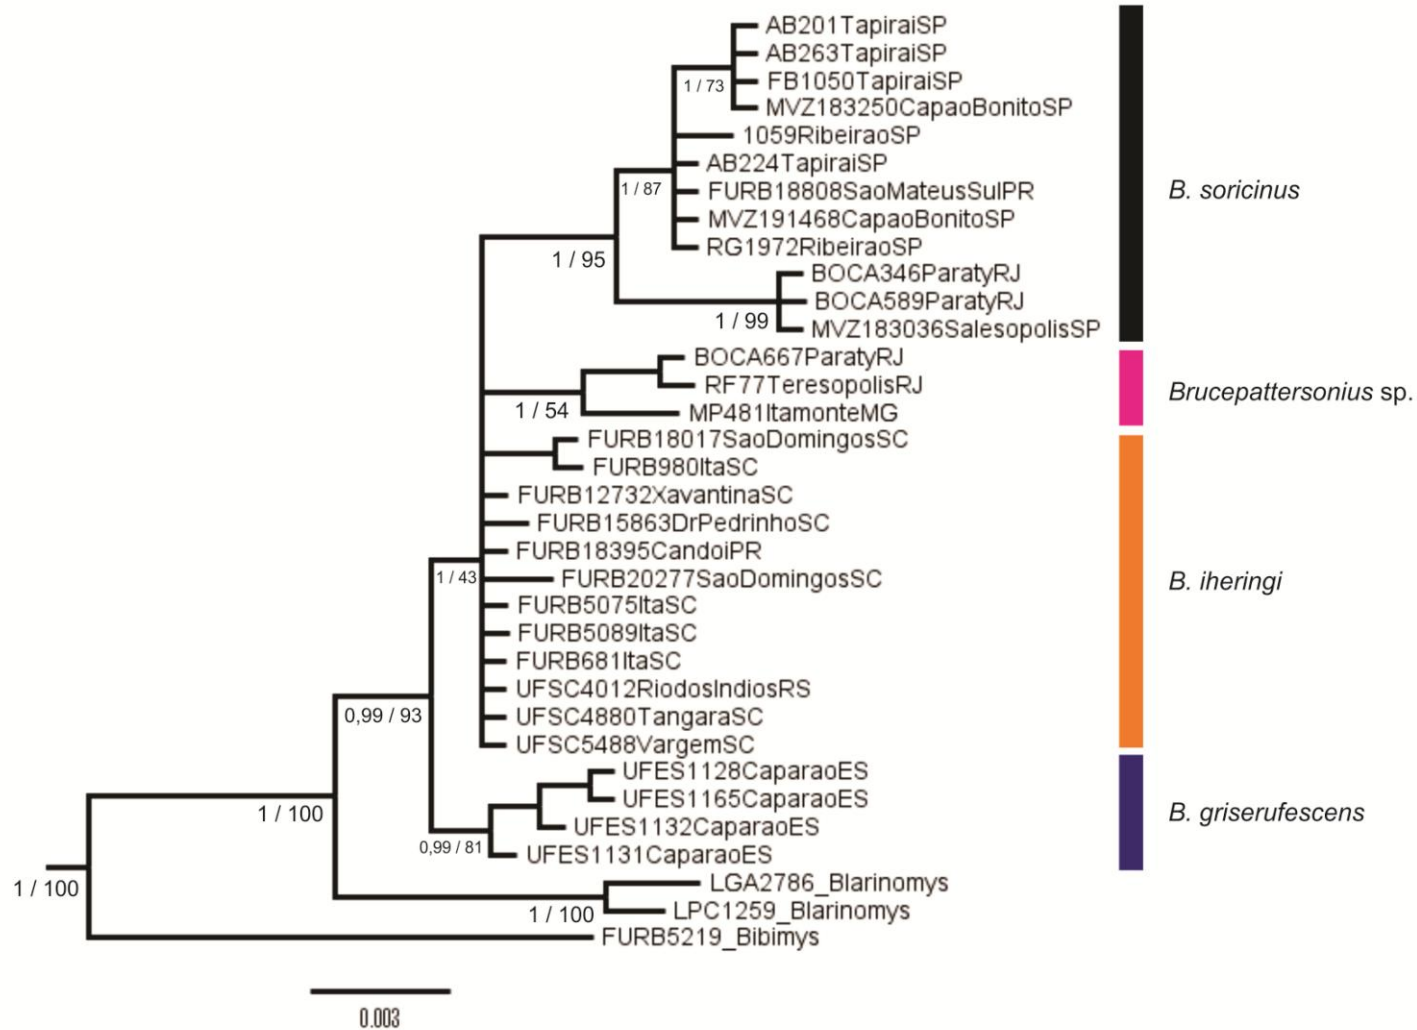 AB201TapiraiSP
AB263TapiraiSP
FB1050TapiraiSP
1 / 73
MVZ183250CapaoBonitoSP
1059RibeiraoSP
AB224TapiraiSP
1 / 87
FURB18808SaoMateusSulPR
B. soricinus
MVZ191468CapaoBonitoSP
RG1972RibeiraoSP
1 / 95
BOCA346ParatyRJ
BOCA589ParatyRJ
1 / 99
MVZ183036SalesopolisSP
BOCA667ParatyRJ
RF77TeresopolisRJ
Brucepattersonius sp.
1 / 54
MP481ItamonteMG
FURB18017SaoDomingosSC
FURB980ItaSC
FURB12732XavantinaSC
FURB15863DrPedrinhoSC
FURB18395CandoiPR
1 / 43
FURB20277SaoDomingosSC
B. iheringi
FURB5075ItaSC
FURB5089ItaSC
FURB681ItaSC
UFSC4012RiodosIndiosRS
0,99 / 93
UFSC4880TangaraSC
UFSC5488VargemSC
UFES1128CaparaoES
UFES1165CaparaoES
1 / 100
B. griserufescens
UFES1132CaparaoES
0,99 / 81
UFES1131CaparaoES
1 / 100
LGA2786_Blarinomys
1 / 100
LPC1259_Blarinomys
FURB5219_Bibimys
0.003